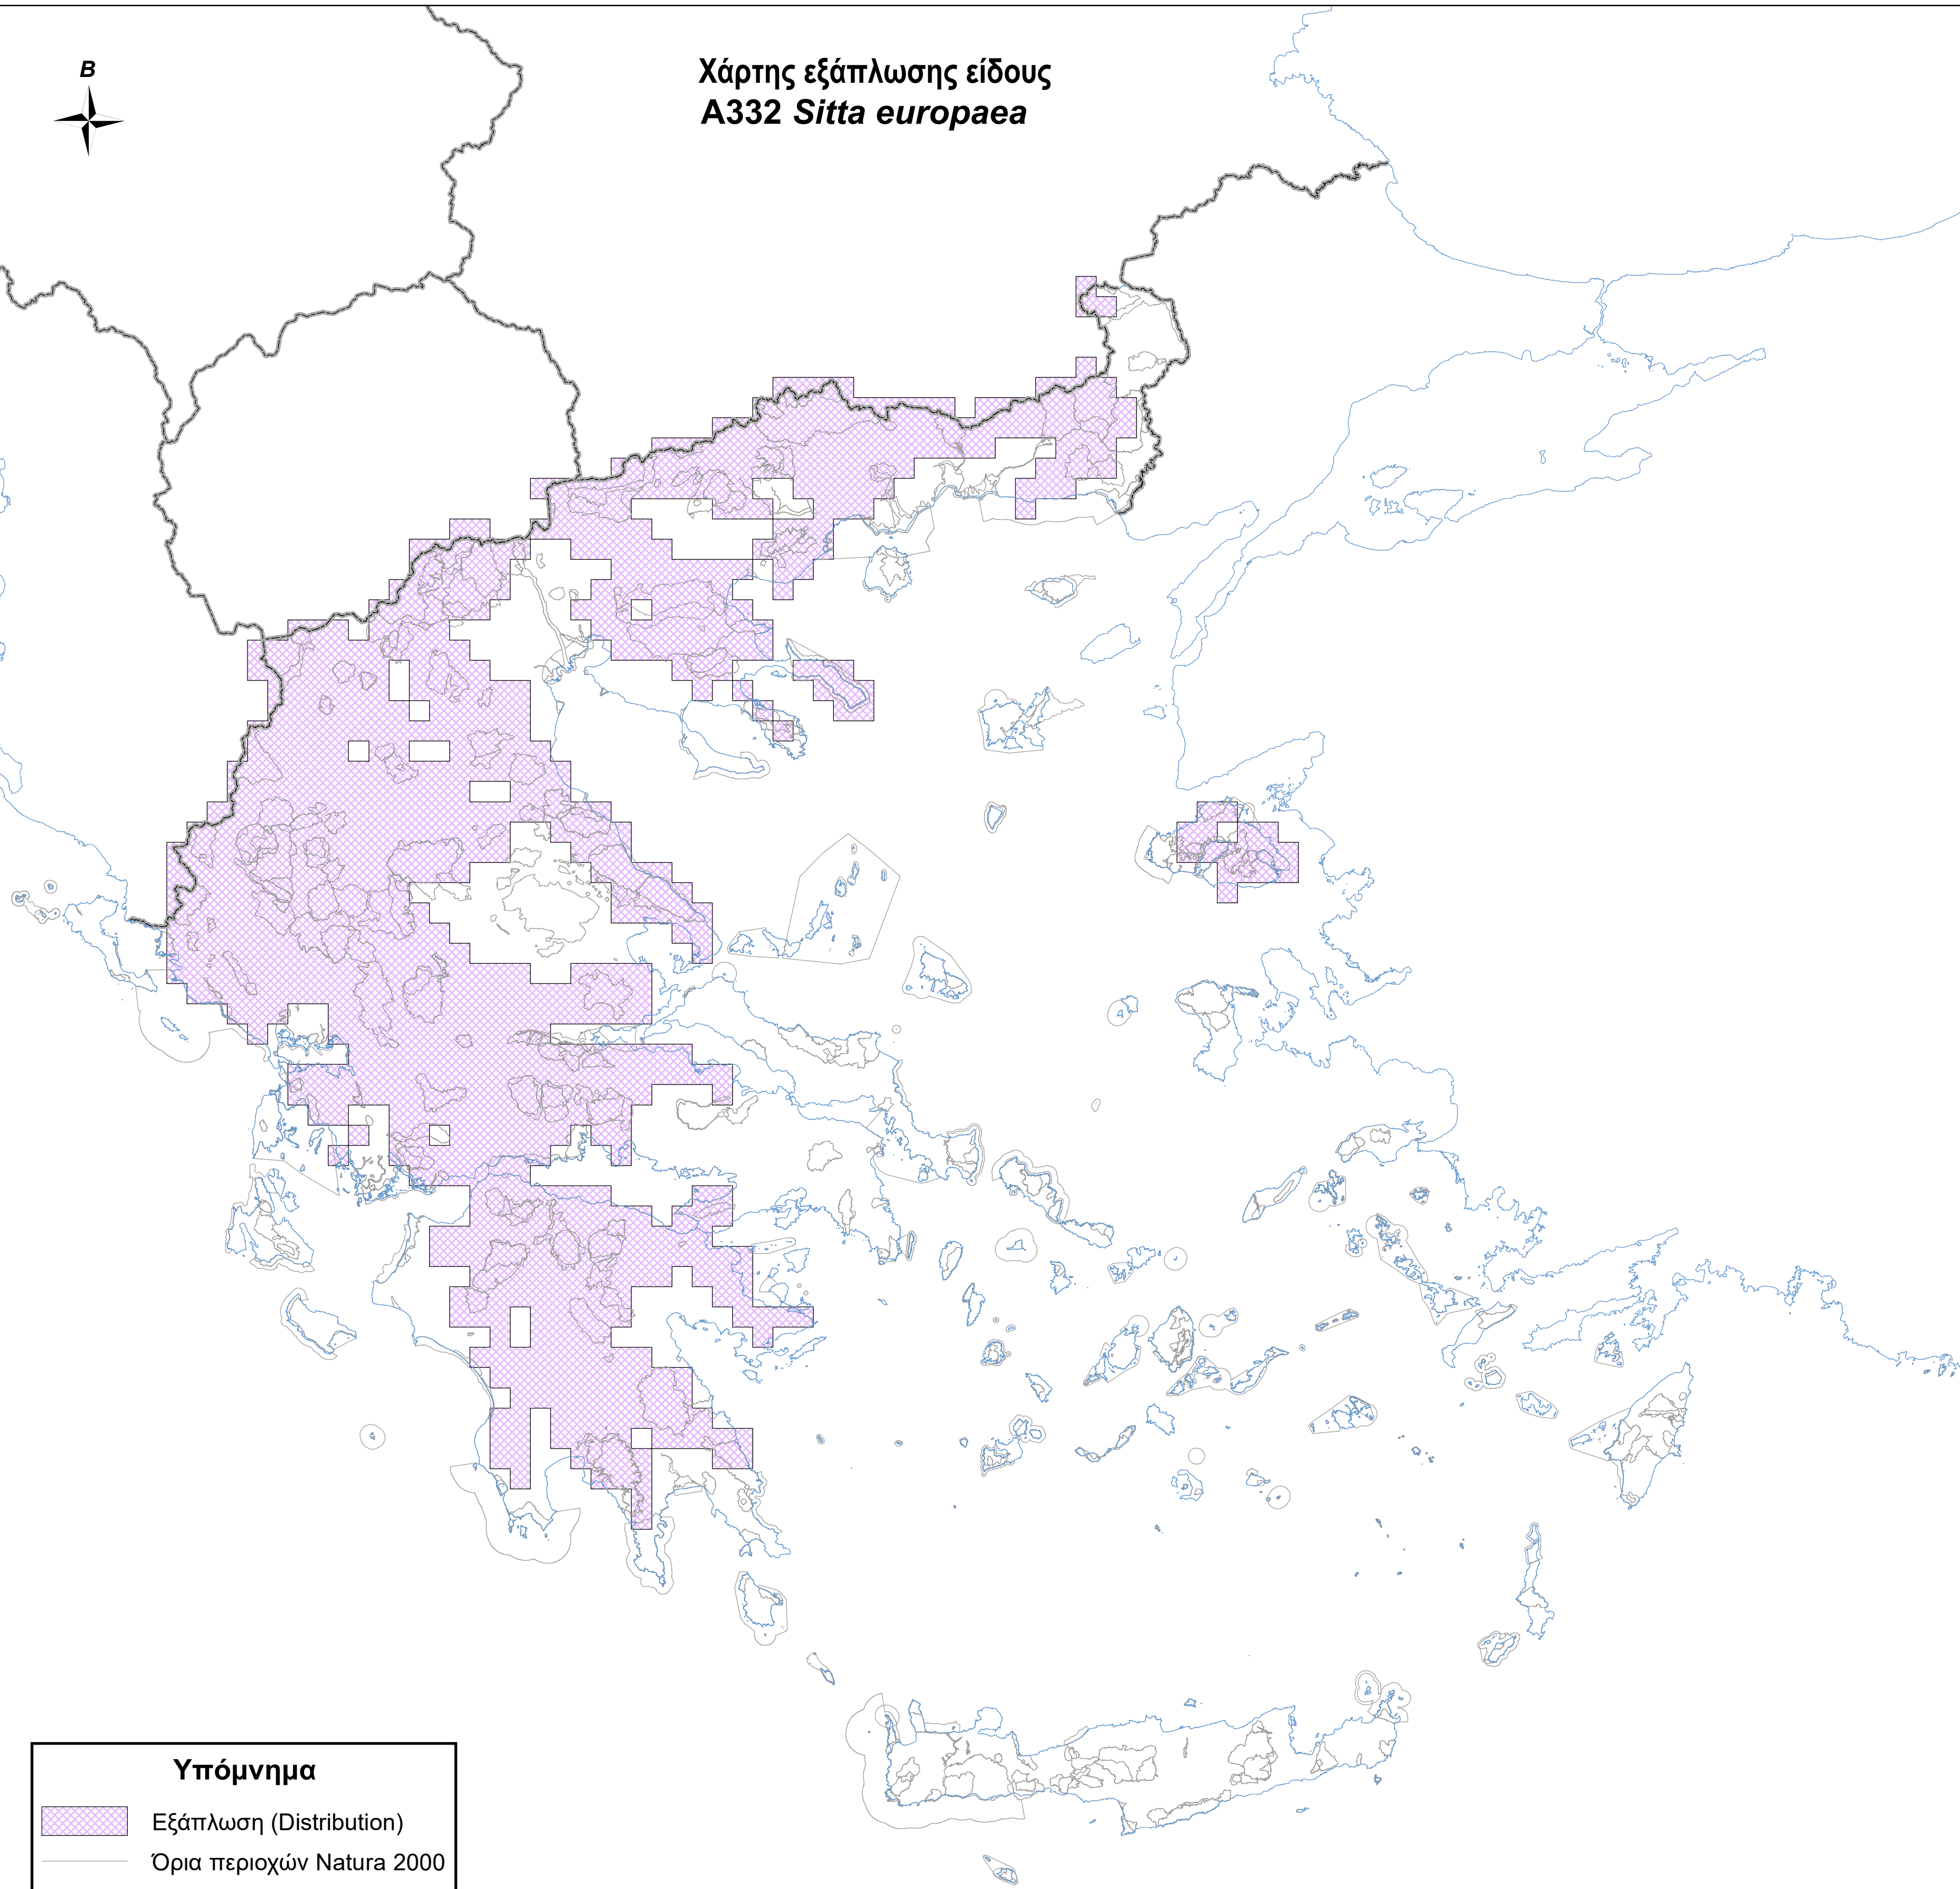 Χάρτης εξάπλωσης είδους
A332 Sitta europaea
B
Υπόμνημα
Εξάπλωση (Distribution)
Όρια περιοχών Natura 2000